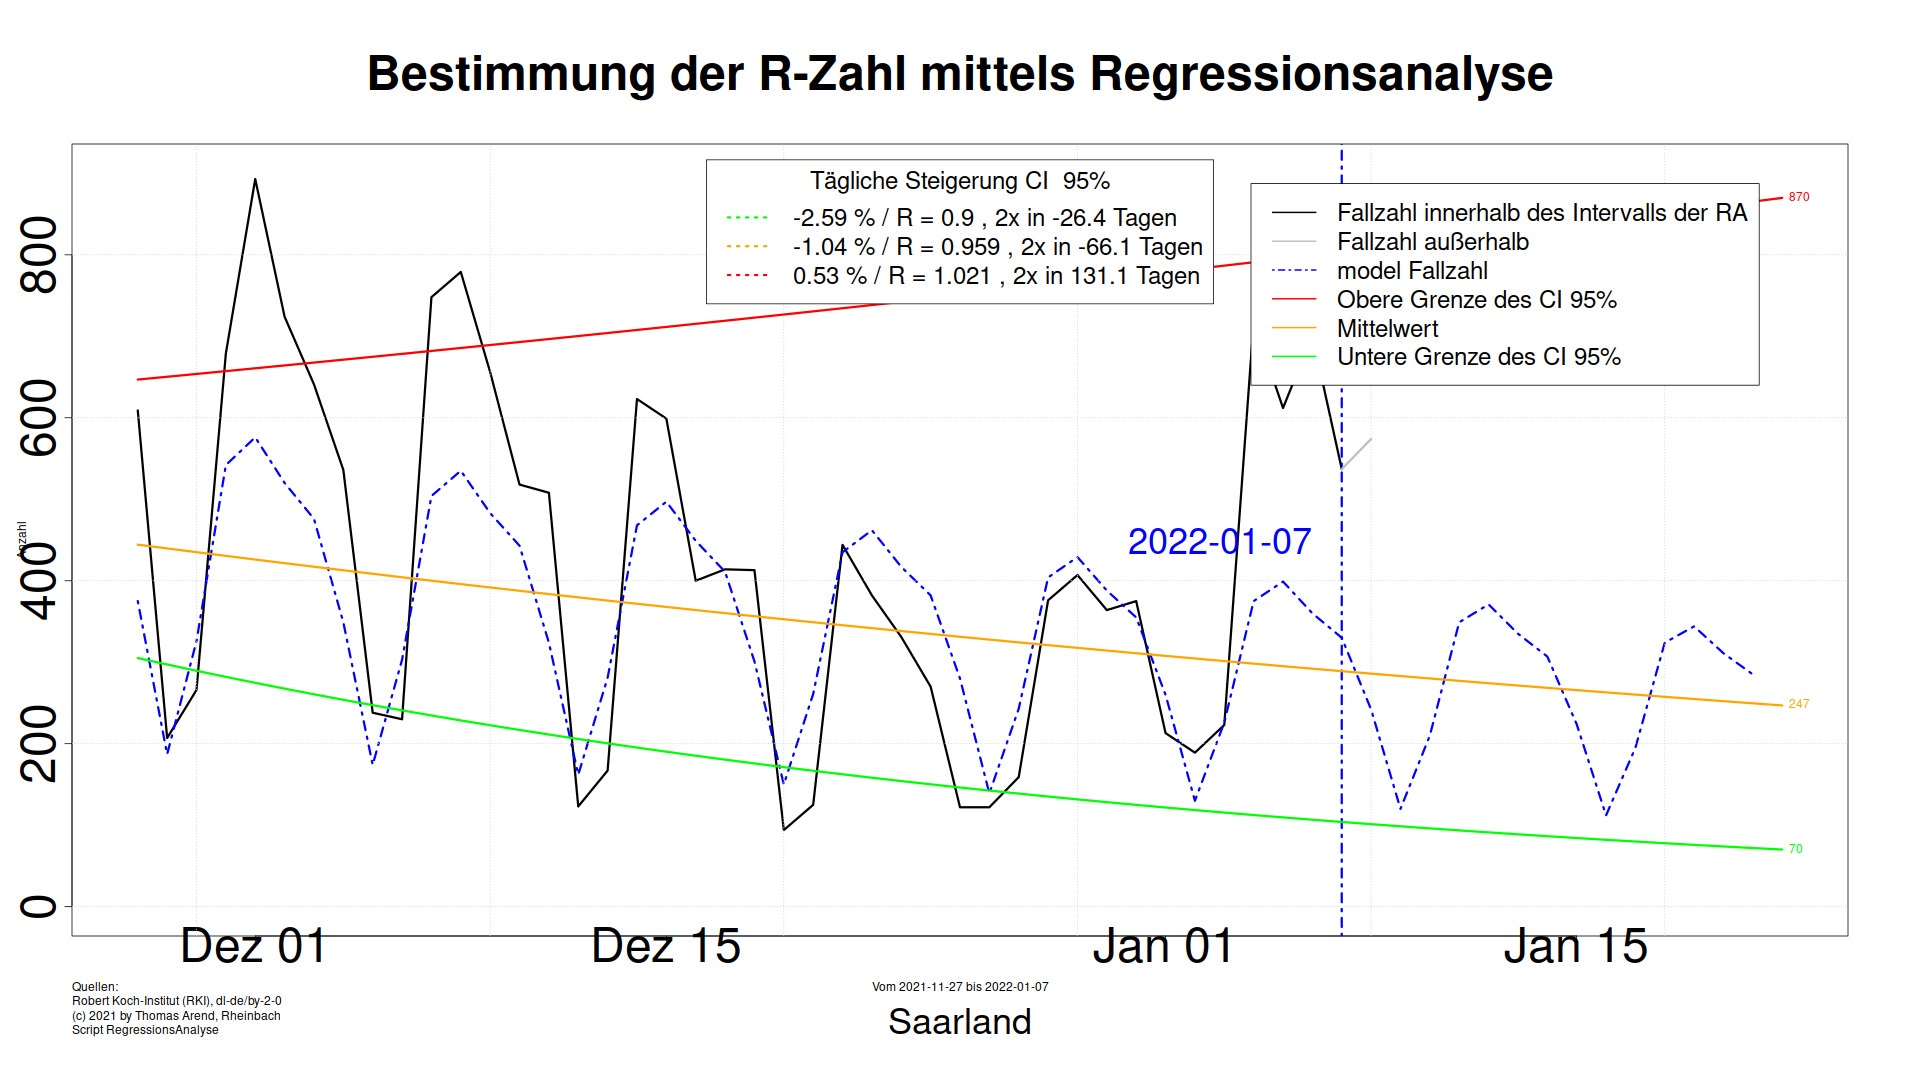 Bestimmung der R-Zahl mittels Regressionsanalyse
Tägliche Steigerung CI  95%
-2.59 % / R = 0.9 , 2x in -26.4 Tagen
-1.04 % / R = 0.959 , 2x in -66.1 Tagen
0.53 % / R = 1.021 , 2x in 131.1 Tagen
Fallzahl innerhalb des Intervalls der RA
Fallzahl außerhalb
model Fallzahl
Obere Grenze des CI 95%
Mittelwert
Untere Grenze des CI 95%
870
247
70
2022-01-07
Anzahl
800
600
400
200
0
Dez 01
Dez 15
Jan 01
Jan 15
Quellen:
Robert Koch-Institut (RKI), dl-de/by-2-0
(c) 2021 by Thomas Arend, Rheinbach
Script RegressionsAnalyse
Vom 2021-11-27 bis 2022-01-07
Saarland